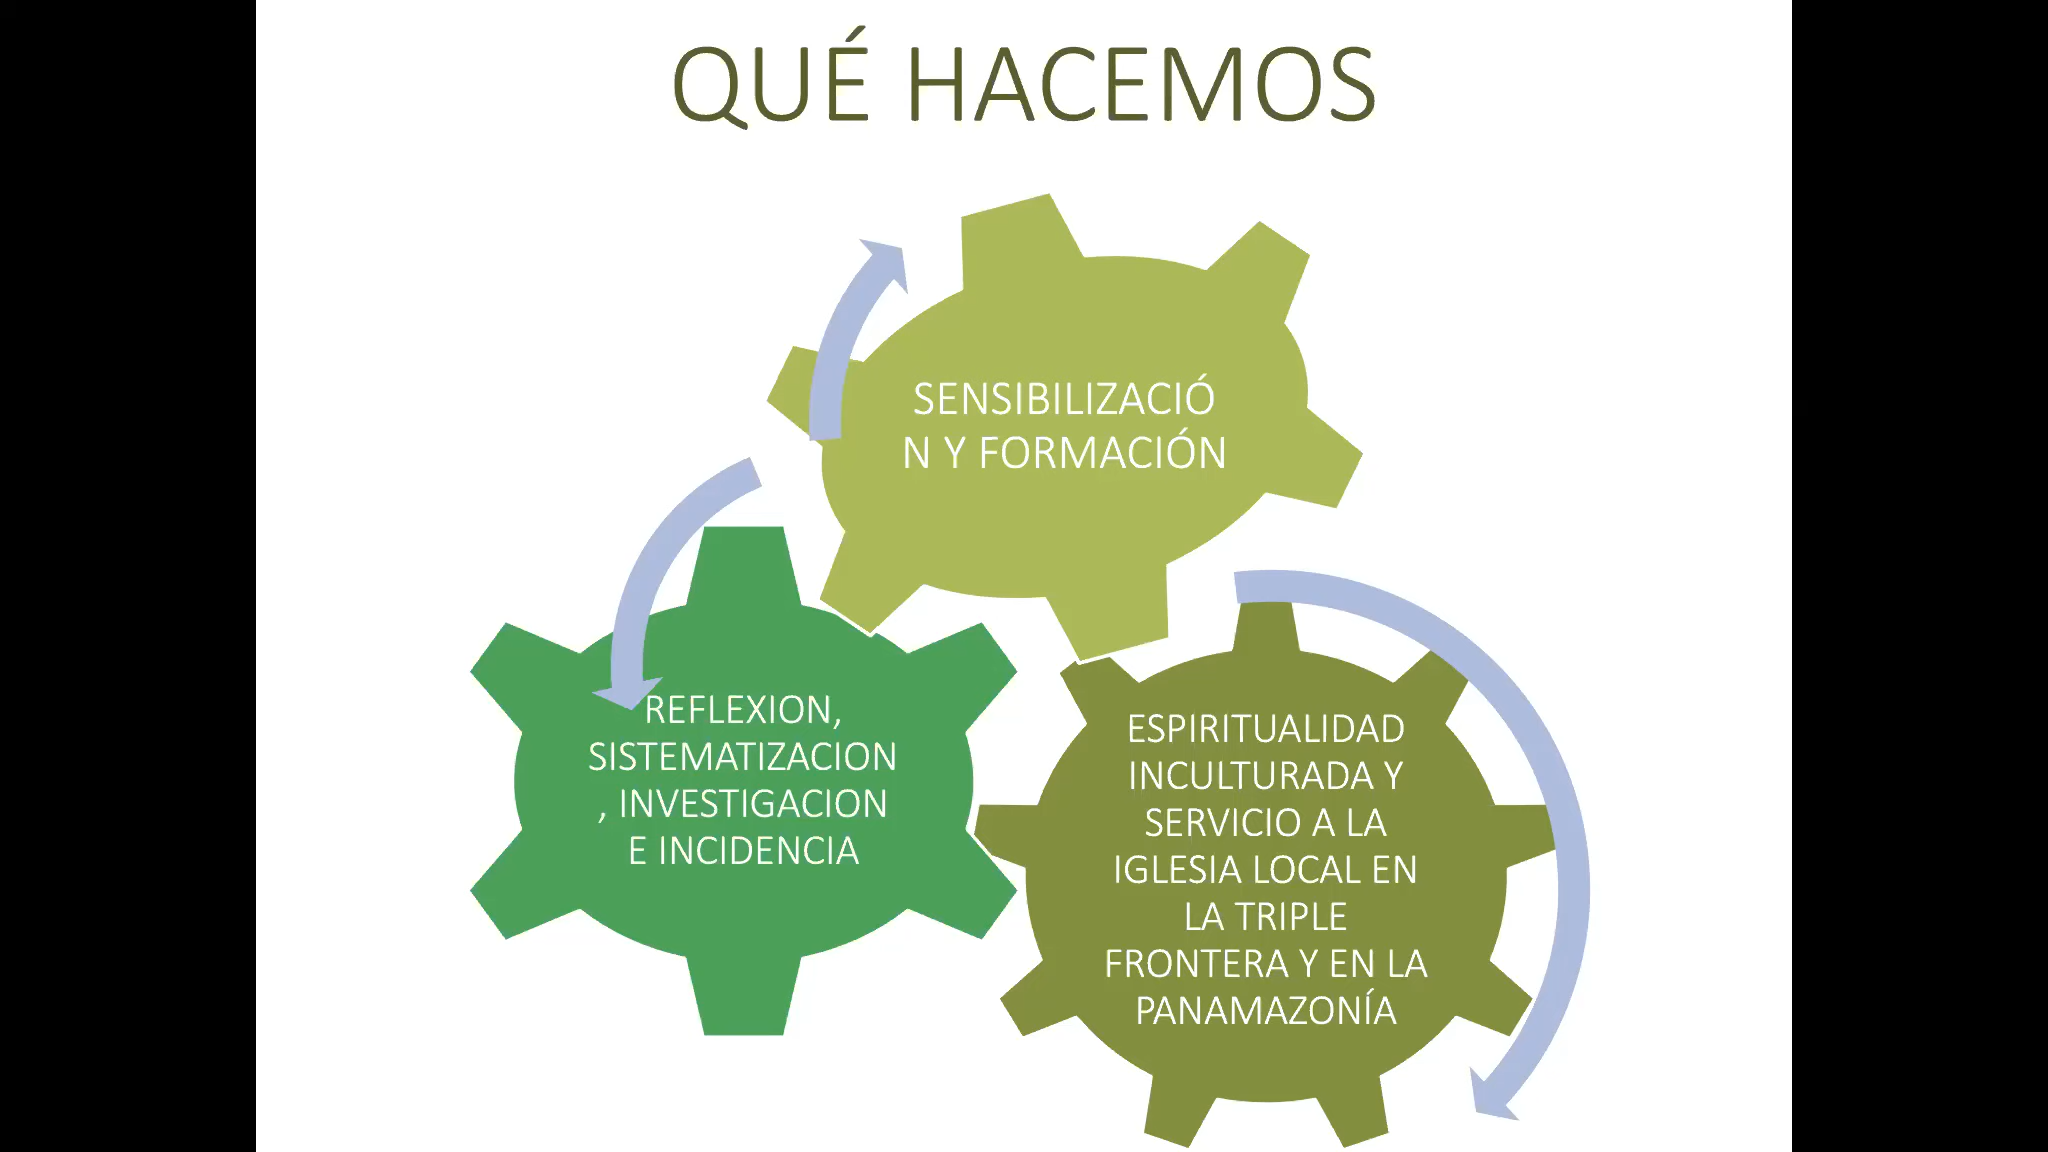 QUÉ HACEMOS
SENSIBILIZACIÓ
N Y FORMACIÓN
REFLEXION,
SISTEMATIZACION
, INVESTIGACION
E INCIDENCIA
ESPIRITUALIDAD
INCULTURADA Y
SERVICIO A LA
IGLESIA LOCAL EN
LA TRIPLE
FRONTERA Y EN LA
PANAMAZONÍA